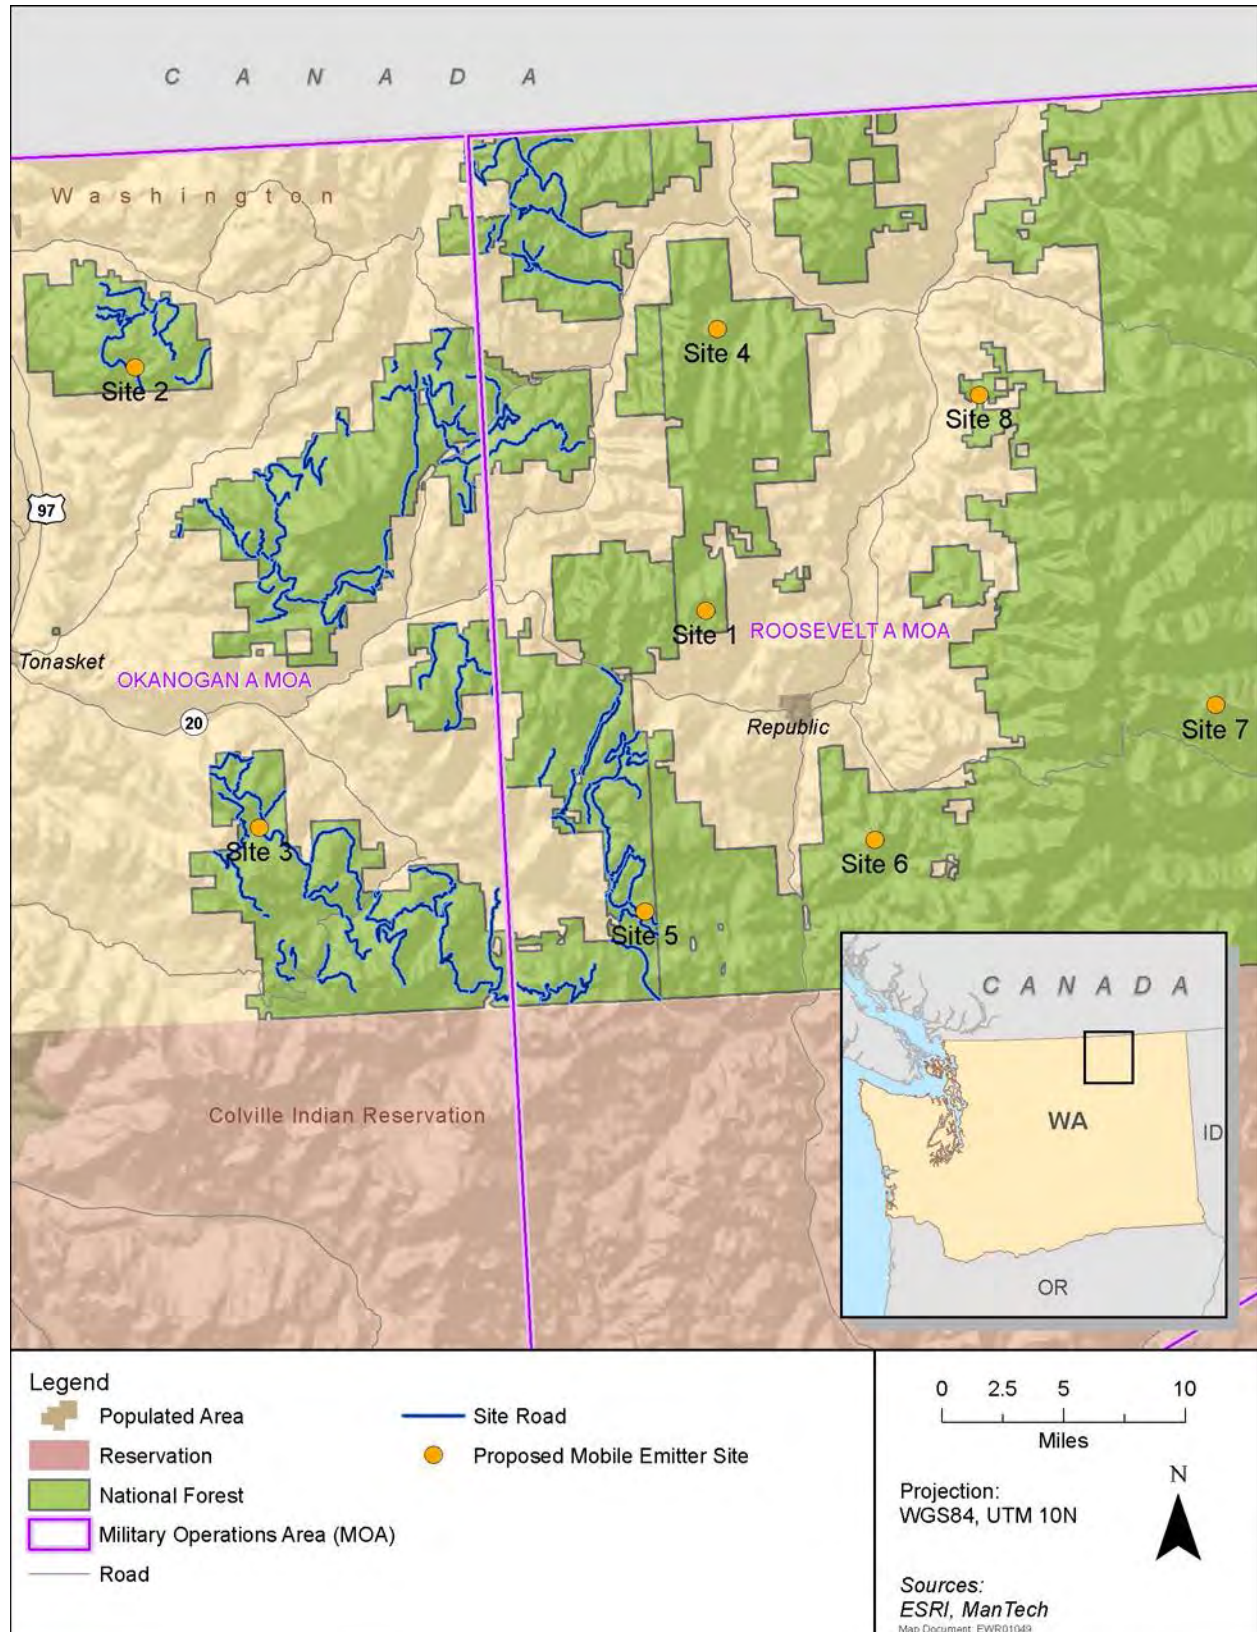 C A N A D A
Washington
Site 4
Site 2
Site 8
97
Site 1
ROOSEVELT A MOA
Tonasket
OKANOGAN A MOA
20
Republic
Site 7
Site 3
Site 6
Site 5
C A N A D A
Colville Indian Reservation
WA
ID
OR
Legend
Populated Area
Reservation
National Forest
Military Operations Area (MOA)
Road
Site Road
Proposed Mobile Emitter Site
0 2.5 5 10
Miles
N
Projection:
WGS84, UTM 10N
Sources:
ESRI, ManTech
Map Document: EWR01049